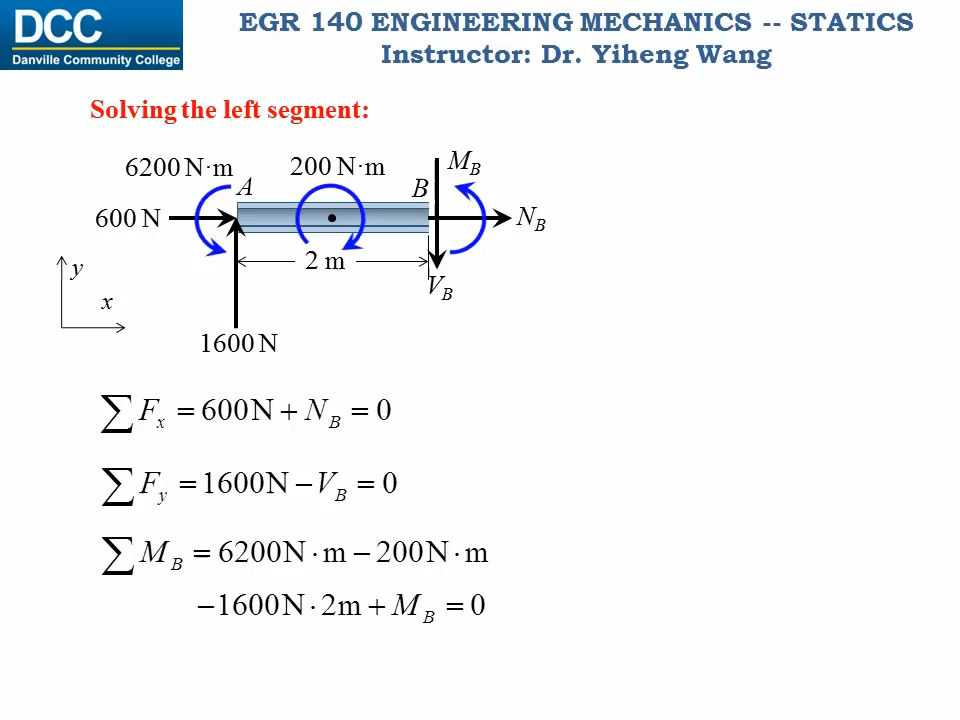 DCC
Danville Community College
EGR 140 ENGINEERING MECHANICS -- STATICS
Instructor: Dr. Yiheng Wang
Solving the left segment:
6200 N·m
200 N·m
M_B
A
B
600 N
N_B
2 m
y
x
V_B
1600 N
∑ F_x = 600N + N_B = 0
∑ F_y = 1600N − V_B = 0
∑ M_B = 6200N·m − 200N·m
−1600N·2m + M_B = 0